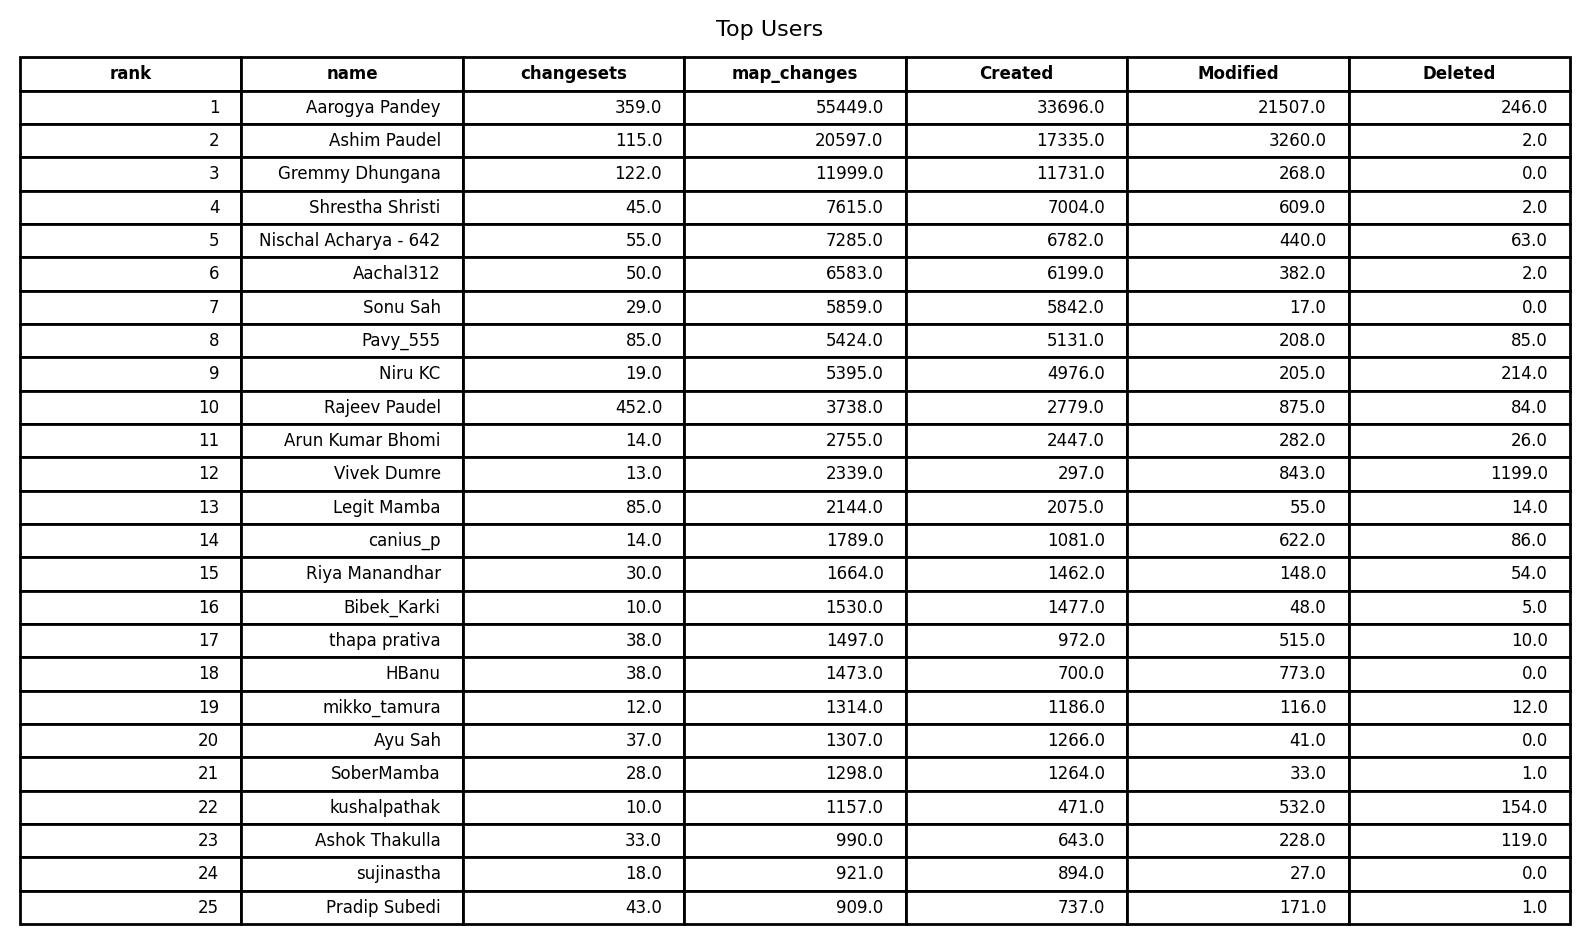 Top Users
rank name changesets map_changes Created Modified Deleted
1 Aarogya Pandey 359.0 55449.0 33696.0 21507.0 246.0
2 Ashim Paudel 115.0 20597.0 17335.0 3260.0 2.0
3 Gremmy Dhungana 122.0 11999.0 11731.0 268.0 0.0
4 Shrestha Shristi 45.0 7615.0 7004.0 609.0 2.0
5 Nischal Acharya - 642 55.0 7285.0 6782.0 440.0 63.0
6 Aachal312 50.0 6583.0 6199.0 382.0 2.0
7 Sonu Sah 29.0 5859.0 5842.0 17.0 0.0
8 Pavy_555 85.0 5424.0 5131.0 208.0 85.0
9 Niru KC 19.0 5395.0 4976.0 205.0 214.0
10 Rajeev Paudel 452.0 3738.0 2779.0 875.0 84.0
11 Arun Kumar Bhomi 14.0 2755.0 2447.0 282.0 26.0
12 Vivek Dumre 13.0 2339.0 297.0 843.0 1199.0
13 Legit Mamba 85.0 2144.0 2075.0 55.0 14.0
14 canius_p 14.0 1789.0 1081.0 622.0 86.0
15 Riya Manandhar 30.0 1664.0 1462.0 148.0 54.0
16 Bibek_Karki 10.0 1530.0 1477.0 48.0 5.0
17 thapa prativa 38.0 1497.0 972.0 515.0 10.0
18 HBanu 38.0 1473.0 700.0 773.0 0.0
19 mikko_tamura 12.0 1314.0 1186.0 116.0 12.0
20 Ayu Sah 37.0 1307.0 1266.0 41.0 0.0
21 SoberMamba 28.0 1298.0 1264.0 33.0 1.0
22 kushalpathak 10.0 1157.0 471.0 532.0 154.0
23 Ashok Thakulla 33.0 990.0 643.0 228.0 119.0
24 sujinastha 18.0 921.0 894.0 27.0 0.0
25 Pradip Subedi 43.0 909.0 737.0 171.0 1.0